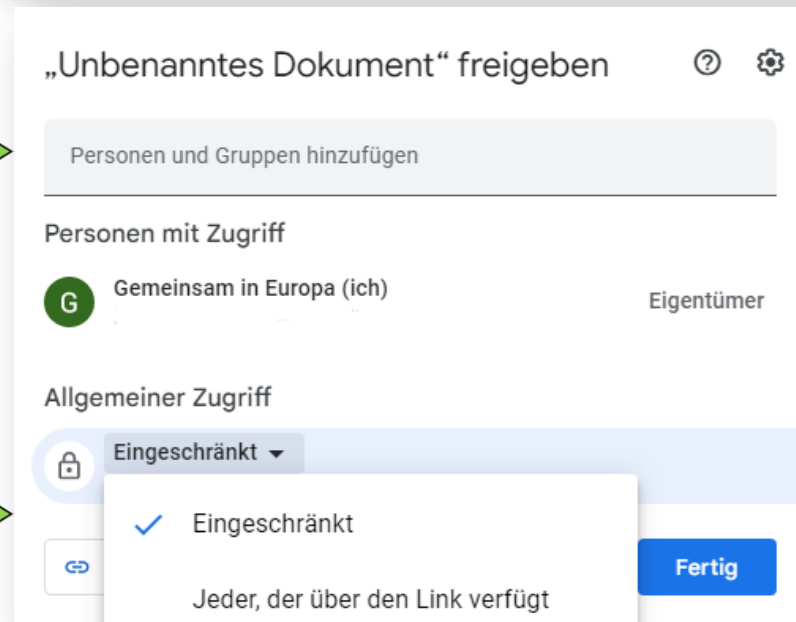 „Unbenanntes Dokument“ freigeben
Personen und Gruppen hinzufügen
Personen mit Zugriff
G
Gemeinsam in Europa (ich)
Eigentümer
Allgemeiner Zugriff
Eingeschränkt
Eingeschränkt
Fertig
Jeder, der über den Link verfügt